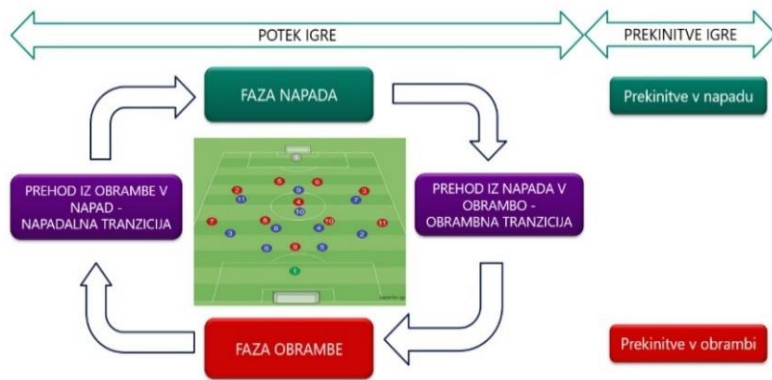 POTEK IGRE
PREKINITVE IGRE
FAZA NAPADA
Prekinitve v napadu
PREHOD IZ OBRAMBE V
NAPAD -
NAPADALNA TRANZICIJA
PREHOD IZ NAPADA V
OBRAMBO -
OBRAMBNA TRANZICIJA
FAZA OBRAMBE
Prekinitve v obrambi